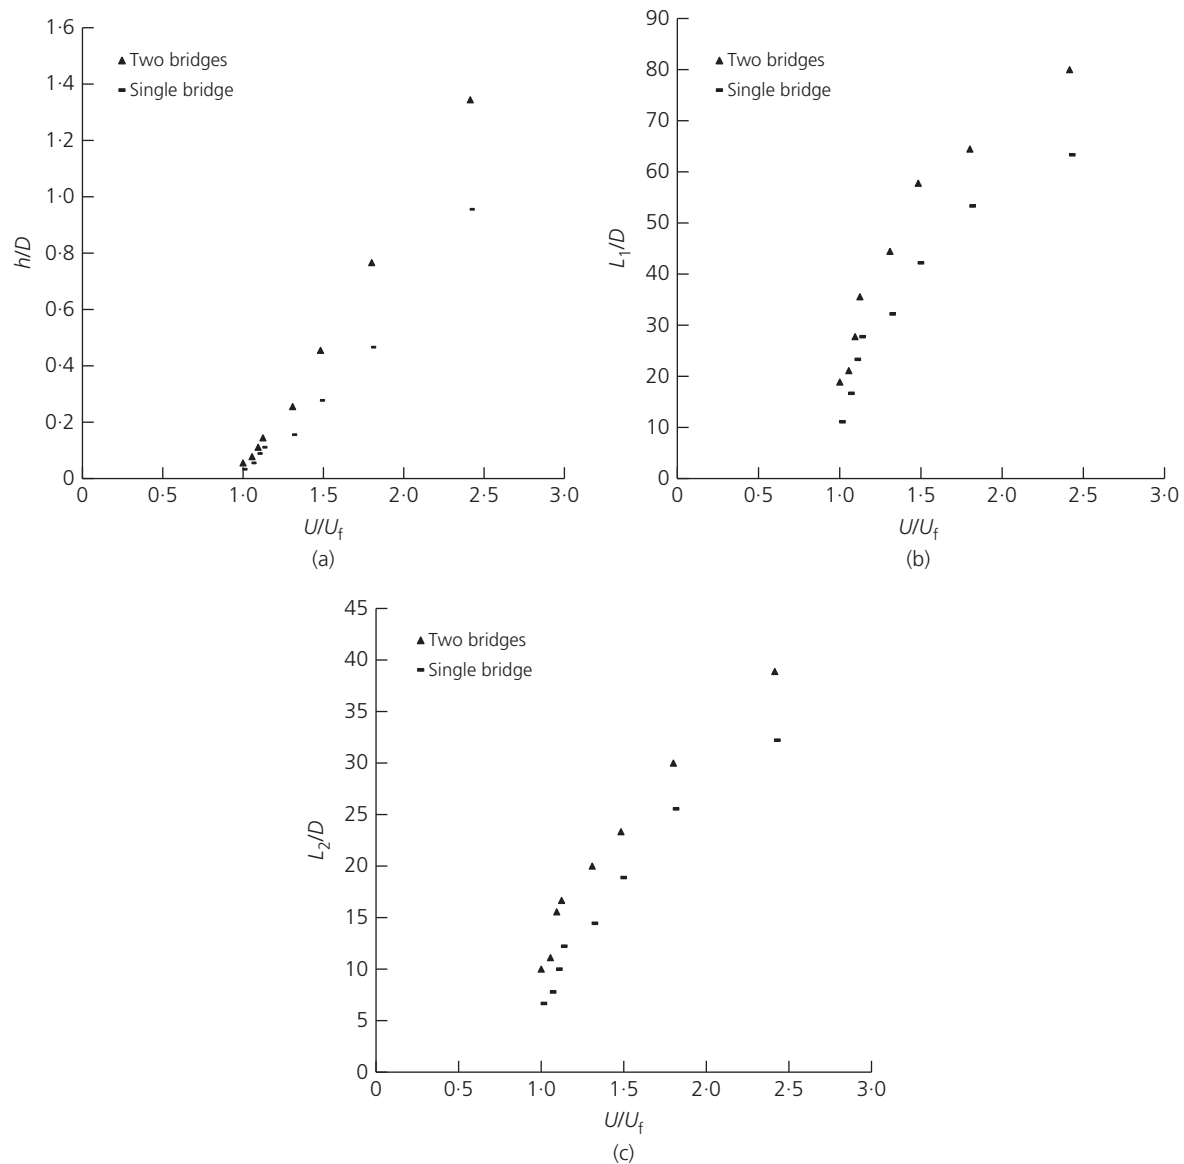 1·6
1·4
1·2
1·0
0·8
0·6
0·4
0·2
0
h/D
Two bridges
Single bridge
0 0·5 1·0 1·5 2·0 2·5 3·0
U/Uf
(a)
90
80
70
60
50
40
30
20
10
0
L1/D
Two bridges
Single bridge
0 0·5 1·0 1·5 2·0 2·5 3·0
U/Uf
(b)
45
40
35
30
25
20
15
10
5
0
L2/D
Two bridges
Single bridge
0 0·5 1·0 1·5 2·0 2·5 3·0
U/Uf
(c)